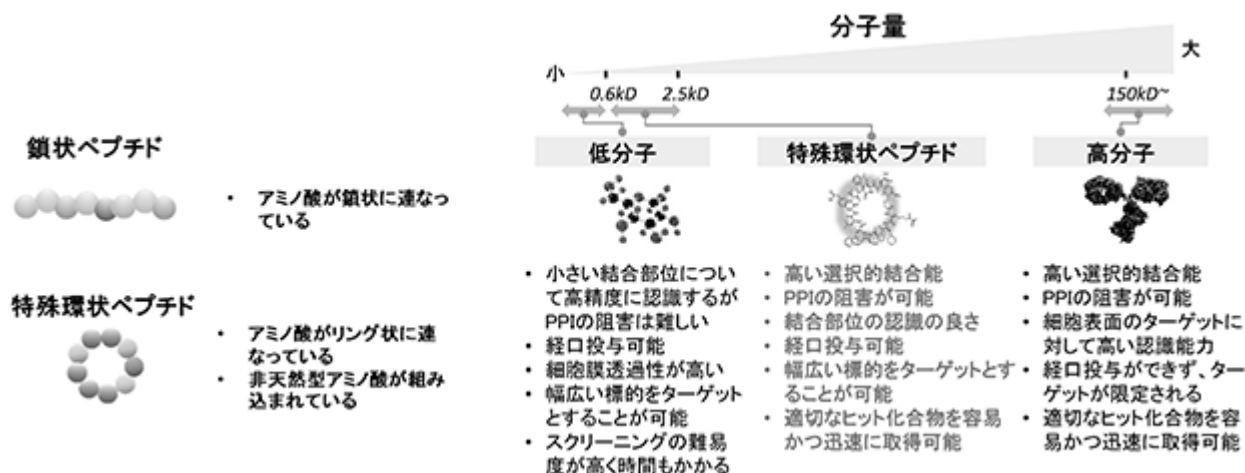 分子量
小
大
0.6kD
2.5kD
150kD~
鎖状ペプチド
• アミノ酸が鎖状に連なっ
ている
特殊環状ペプチド
• アミノ酸がリング状に連
なっている
• 非天然型アミノ酸が組み
込まれている
低分子
• 小さい結合部位につい
て高精度に認識するが
PPIの阻害は難しい
• 経口投与可能
• 細胞膜透過性が高い
• 幅広い標的をターゲット
とすることが可能
• スクリーニングの難易
度が高く時間もかかる
特殊環状ペプチド
• 高い選択的結合能
• PPIの阻害が可能
• 結合部位の認識の良さ
• 経口投与可能
• 幅広い標的をターゲットとす
ることが可能
• 適切なヒット化合物を容易
かつ迅速に取得可能
高分子
• 高い選択的結合能
• PPIの阻害が可能
• 細胞表面のターゲットに
対して高い認識能力
• 経口投与ができず、ター
ゲットが限定される
• 適切なヒット化合物を容
易かつ迅速に取得可能